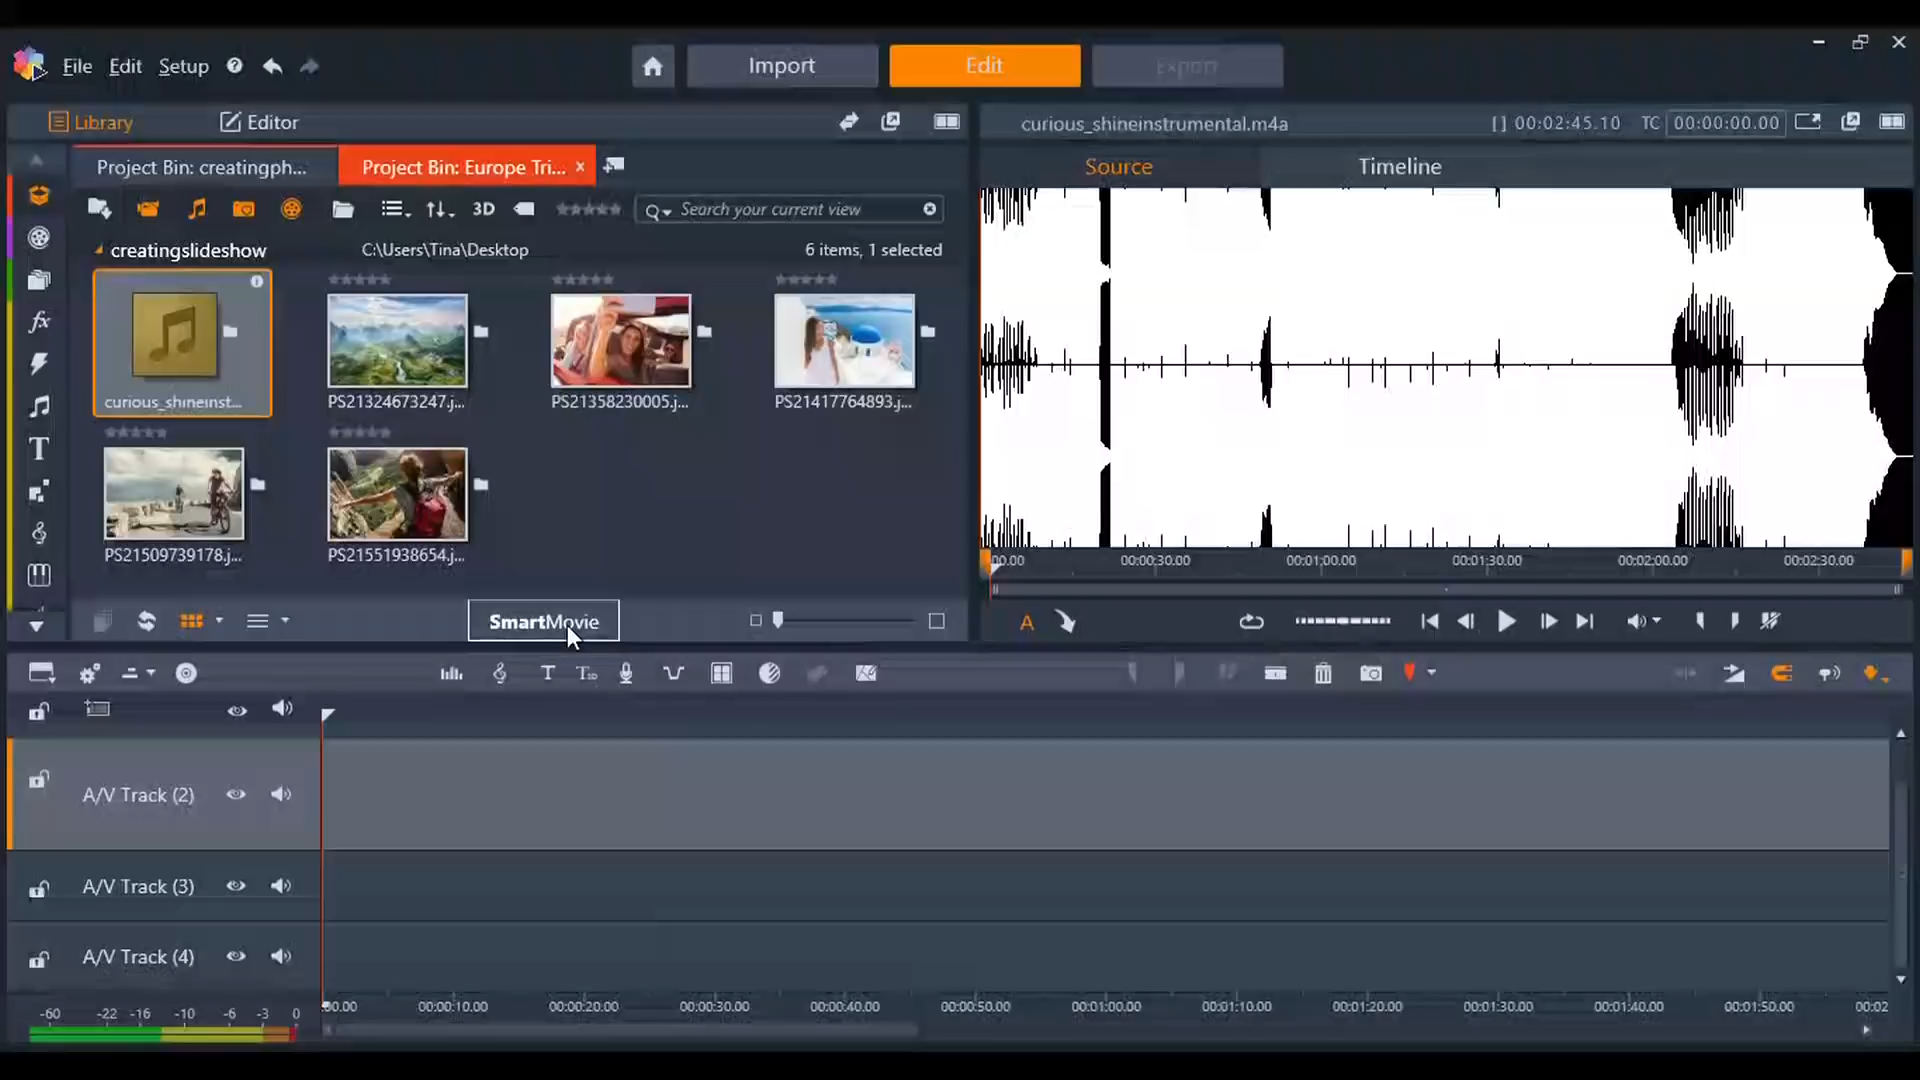 File Edit Setup Import Edit Export
Library Editor
curious_shineinstrumental.m4a [] 00:02:45.10 TC 00:00:00.00
Project Bin: creatingph... Project Bin: Europe Tri... ×
Source Timeline
3D Search your current view
creatingslideshow C:\Users\Tina\Desktop 6 items, 1 selected
curious_shineinst... PS21324673247.j... PS21358230005.j... PS21417764893.j...
PS21509739178.j... PS21551938654.j...
00.00 00:00:30.00 00:01:00.00 00:01:30.00 00:02:00.00 00:02:30.00
SmartMovie
A
A/V Track (2)
A/V Track (3)
A/V Track (4)
-60 -22 -16 -10 -6 -3 0
00.00 00:00:10.00 00:00:20.00 00:00:30.00 00:00:40.00 00:00:50.00 00:01:00.00 00:01:10.00 00:01:20.00 00:01:30.00 00:01:40.00 00:01:50.00 00:02